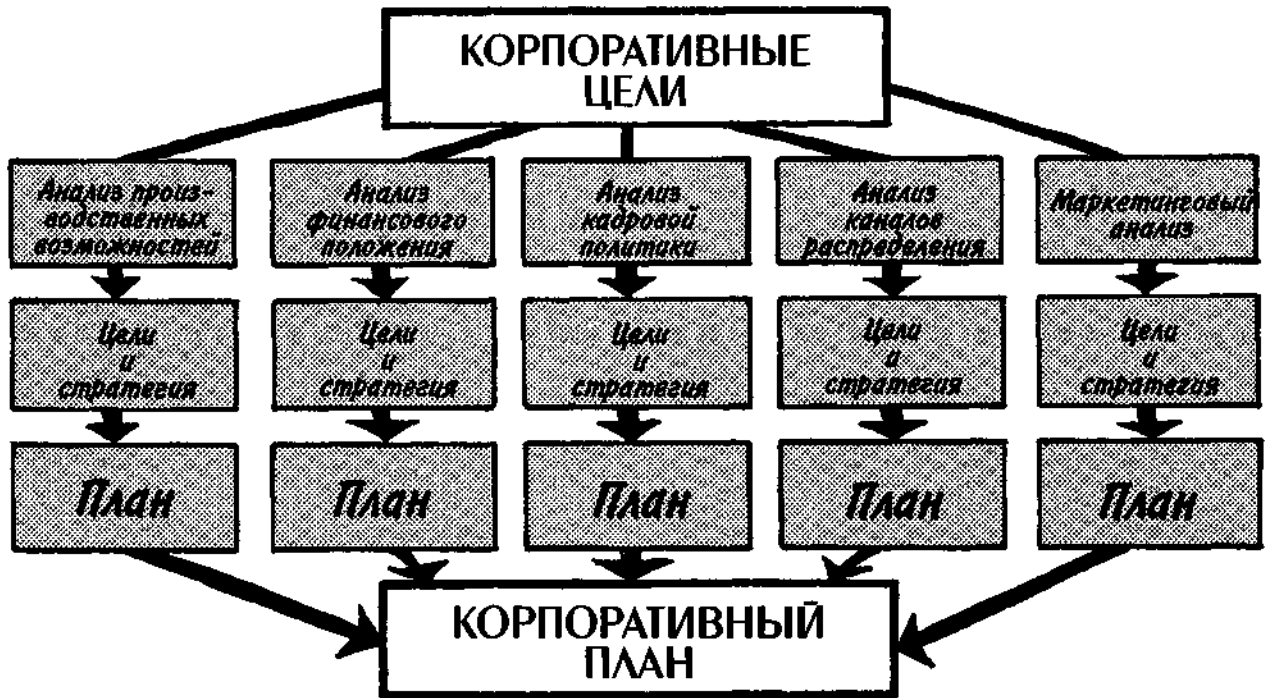 КОРПОРАТИВНЫЕ
ЦЕЛИ
Анализ произ-
водственных
возможностей
Анализ
финансового
положения
Анализ
кадровой
политики
Анализ
каналов
распределения
Маркетинговый
анализ
Цели
и
стратегия
Цели
и
стратегия
Цели
и
стратегия
Цели
и
стратегия
Цели
и
стратегия
План
План
План
План
План
КОРПОРАТИВНЫЙ
ПЛАН